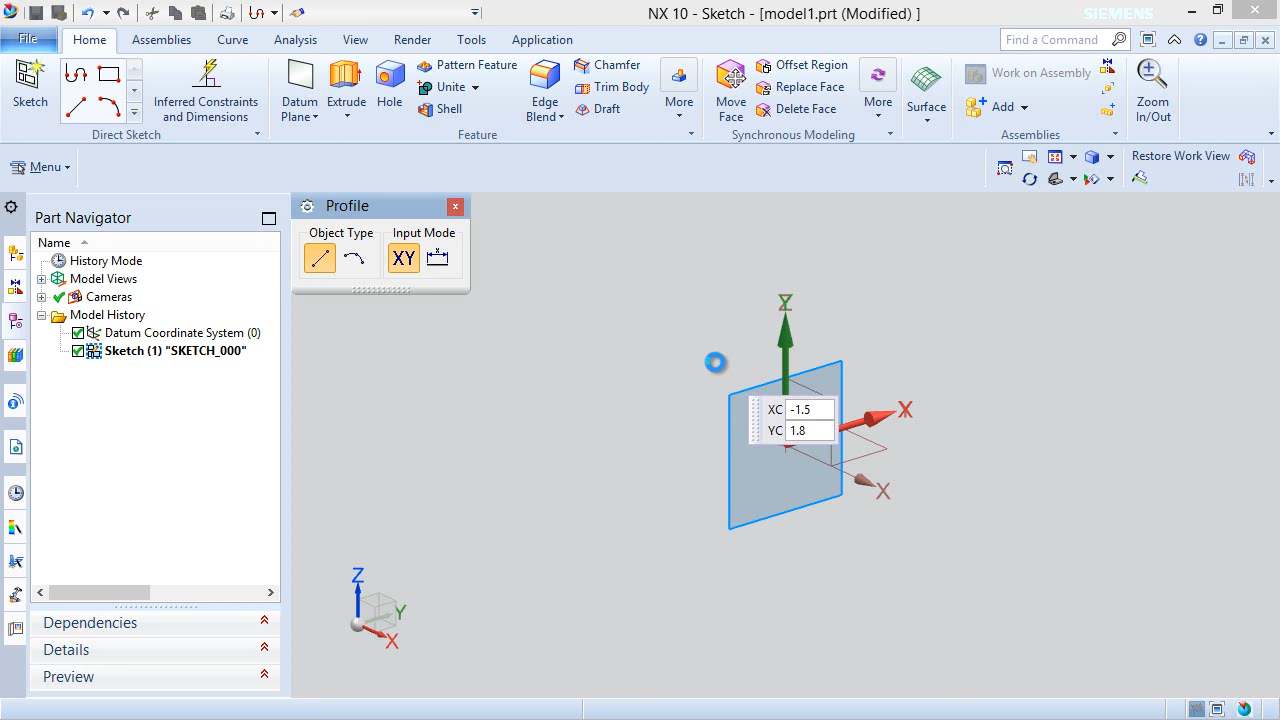 NX 10 - Sketch - [model1.prt (Modified) ]
SIEMENS
File Home Assemblies Curve Analysis View Render Tools Application
Find a Command
Sketch
Inferred Constraints and Dimensions
Direct Sketch
Datum Plane
Extrude
Hole
Pattern Feature
Unite
Shell
Edge Blend
Chamfer
Trim Body
Draft
More
Feature
Move Face
Offset Region
Replace Face
Delete Face
More
Synchronous Modeling
Surface
Work on Assembly
Add
Assemblies
Zoom In/Out
Menu
Restore Work View
Part Navigator
Name
History Mode
Model Views
Cameras
Model History
Datum Coordinate System (0)
Sketch (1) "SKETCH_000"
Dependencies
Details
Preview
Profile
Object Type Input Mode
XY
XC -1.5
YC 1.8
X
X
Z
Y
X